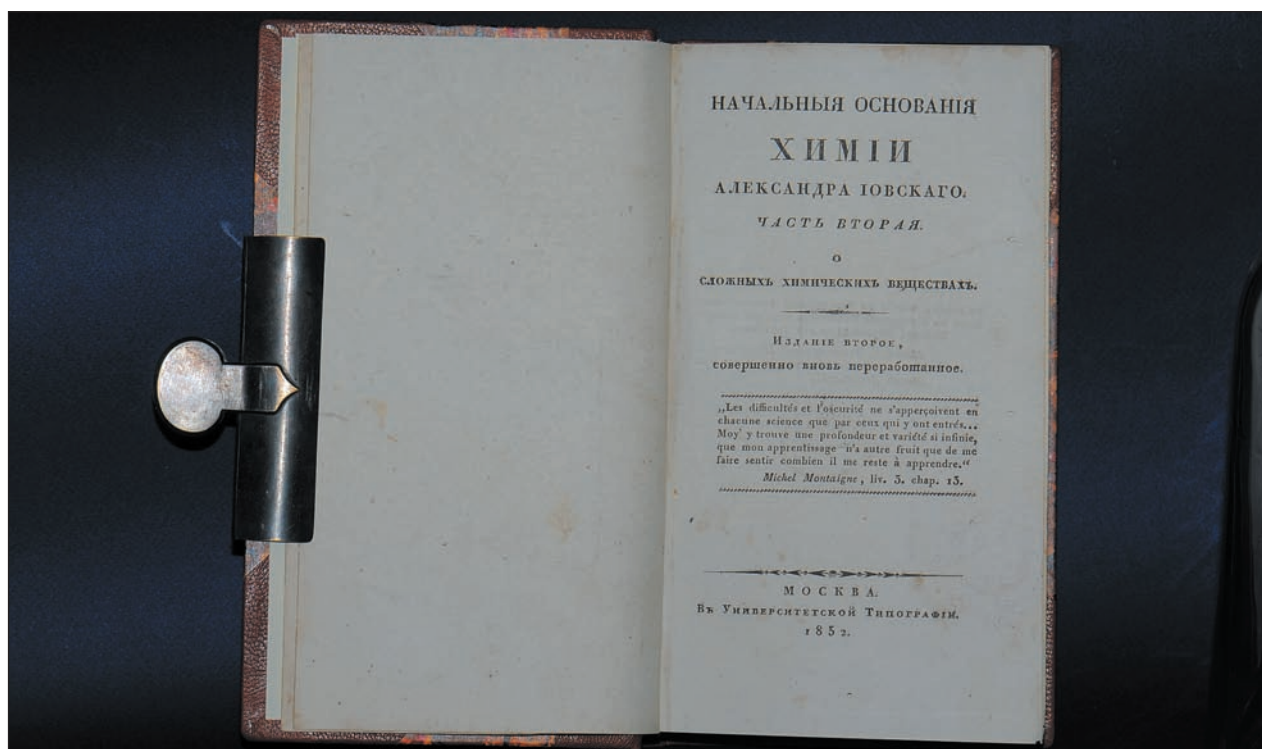 НАЧАЛЬНЫЯ ОСНОВАНІЯ
ХИМІИ
АЛЕКСАНДРА ІОВСКАГО.
ЧАСТЬ ВТОРАЯ.
О
СЛОЖНЫХЪ ХИМИЧЕСКИХЪ ВЕЩЕСТВАХЪ.
Изданіе второе,
совершенно вновь переработанное.
„Les difficultés et l'oscurité ne s'apperçoivent en
chacune science que par ceux qui y ont entrés...
Moy' y trouve une profondeur et variété si infinie,
que mon apprentissage n'a autre fruit que de me
faire sentir combien il me reste à apprendre.“
Michel Montaigne, liv. 3. chap. 13.
МОСКВА.
Въ Университетской Типографіи.
1832.